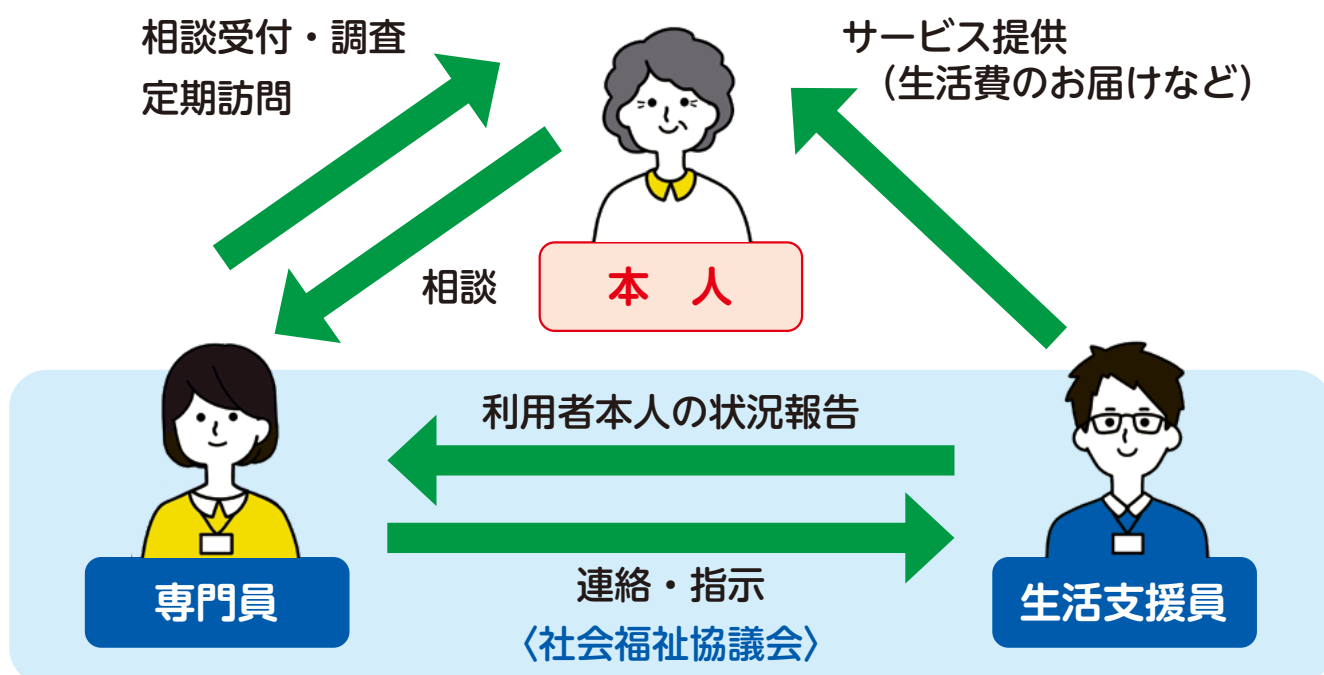 相談受付・調査
定期訪問
サービス提供
(生活費のお届けなど)
相談
本　人
利用者本人の状況報告
連絡・指示
専門員
生活支援員
〈社会福祉協議会〉